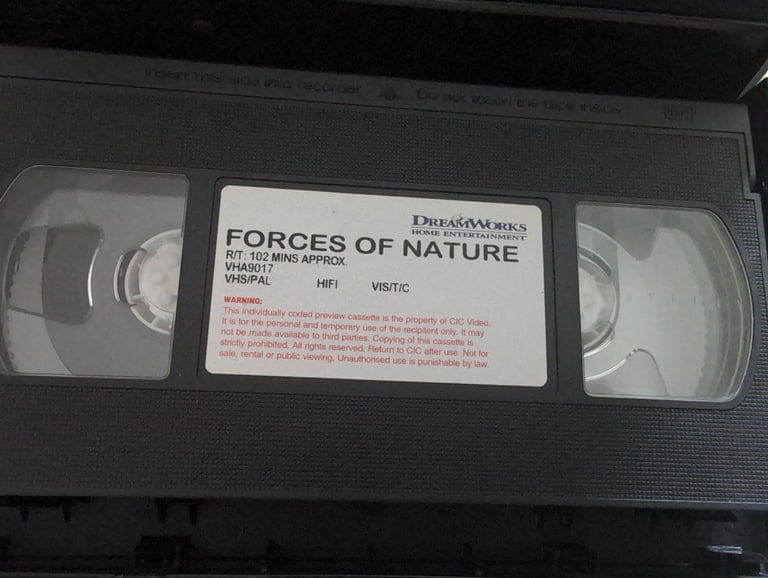 Insert this side into recorder Do not touch the tape inside
DREAMWORKS
HOME ENTERTAINMENT
FORCES OF NATURE
R/T: 102 MINS APPROX.
VHA9017
VHS/PAL HIFI VIS/T/C
WARNING:
This individually coded preview cassette is the property of CIC Video.
It is for the personal and temporary use of the recipitent only. It may
not be made available to third parties. Copying of this cassette is
strictly prohibited. All rights reserved. Return to CIC after use. Not for
sale, rental or public viewing. Unauthorised use is punishable by law.